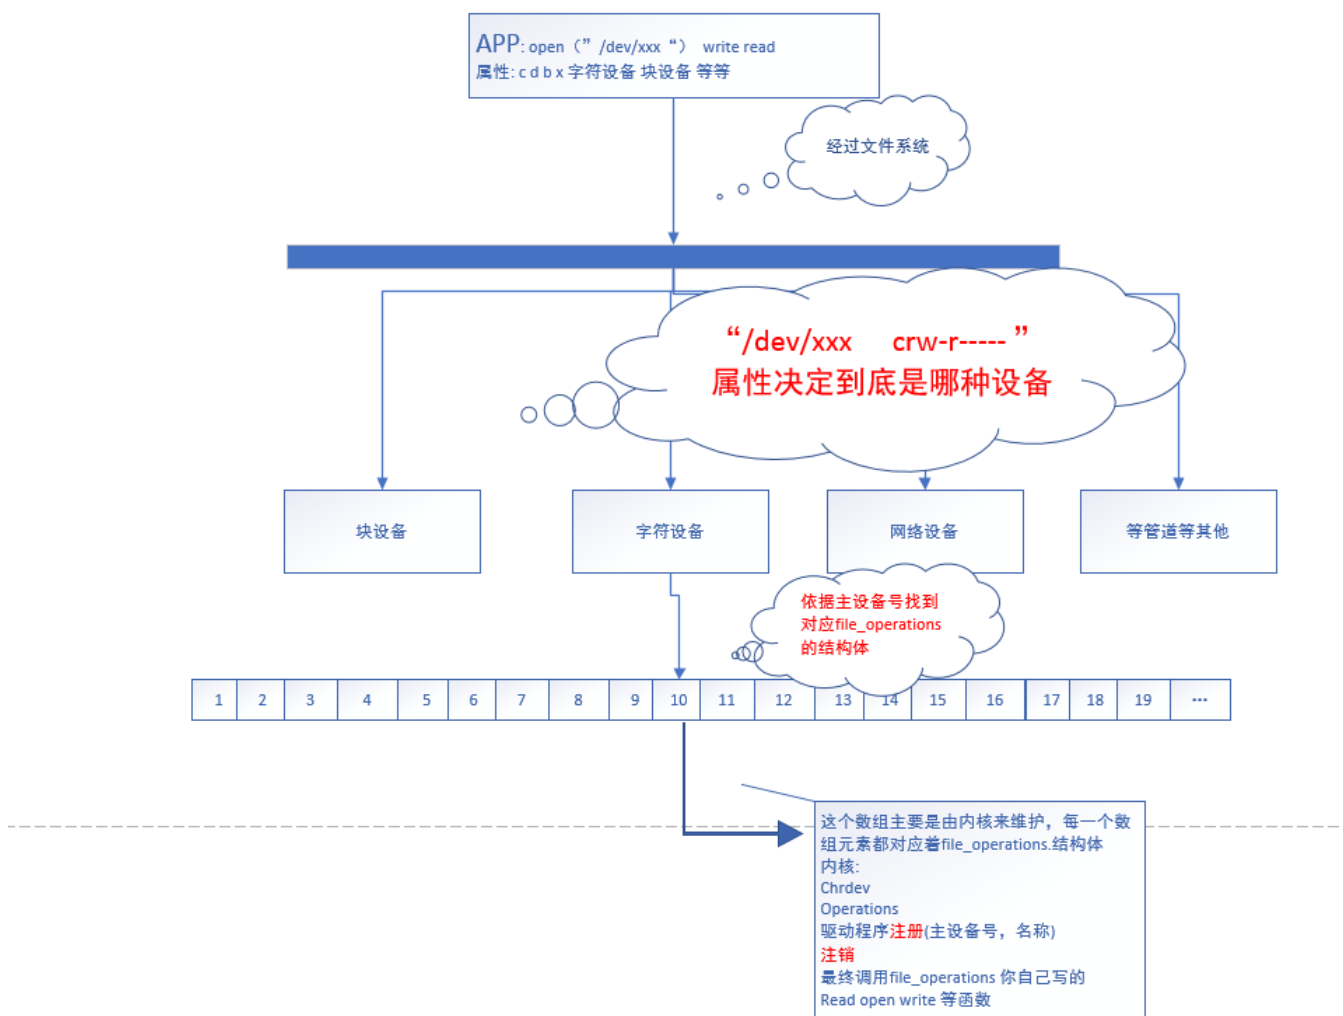 APP: open（” /dev/xxx “） write read
属性: c d b x 字符设备 块设备 等等
经过文件系统
“/dev/xxx crw-r----- ”
属性决定到底是哪种设备
块设备
字符设备
网络设备
等管道等其他
依据主设备号找到
对应file_operations
的结构体
1 2 3 4 5 6 7 8 9 10 11 12 13 14 15 16 17 18 19 ...
这个数组主要是由内核来维护，每一个数
组元素都对应着file_operations.结构体
内核:
Chrdev
Operations
驱动程序注册(主设备号，名称)
注销
最终调用file_operations 你自己写的
Read open write 等函数